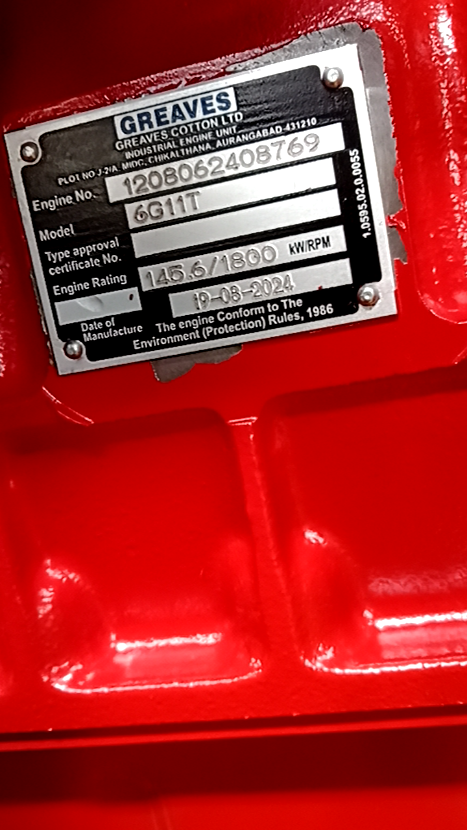 GREAVES
GREAVES COTTON LTD
INDUSTRIAL ENGINE UNIT
PLOT NO J-2/A, MIDC, CHIKALTHANA, AURANGABAD-431210
Engine No. 1208062408769
Model 6G11T
Type approval
certificate No.
Engine Rating 145.6/1800 KW/RPM
19-08-2024
Date of
Manufacture
The engine Conform to The
Environment (Protection) Rules, 1986
1.0595.02.0.0055